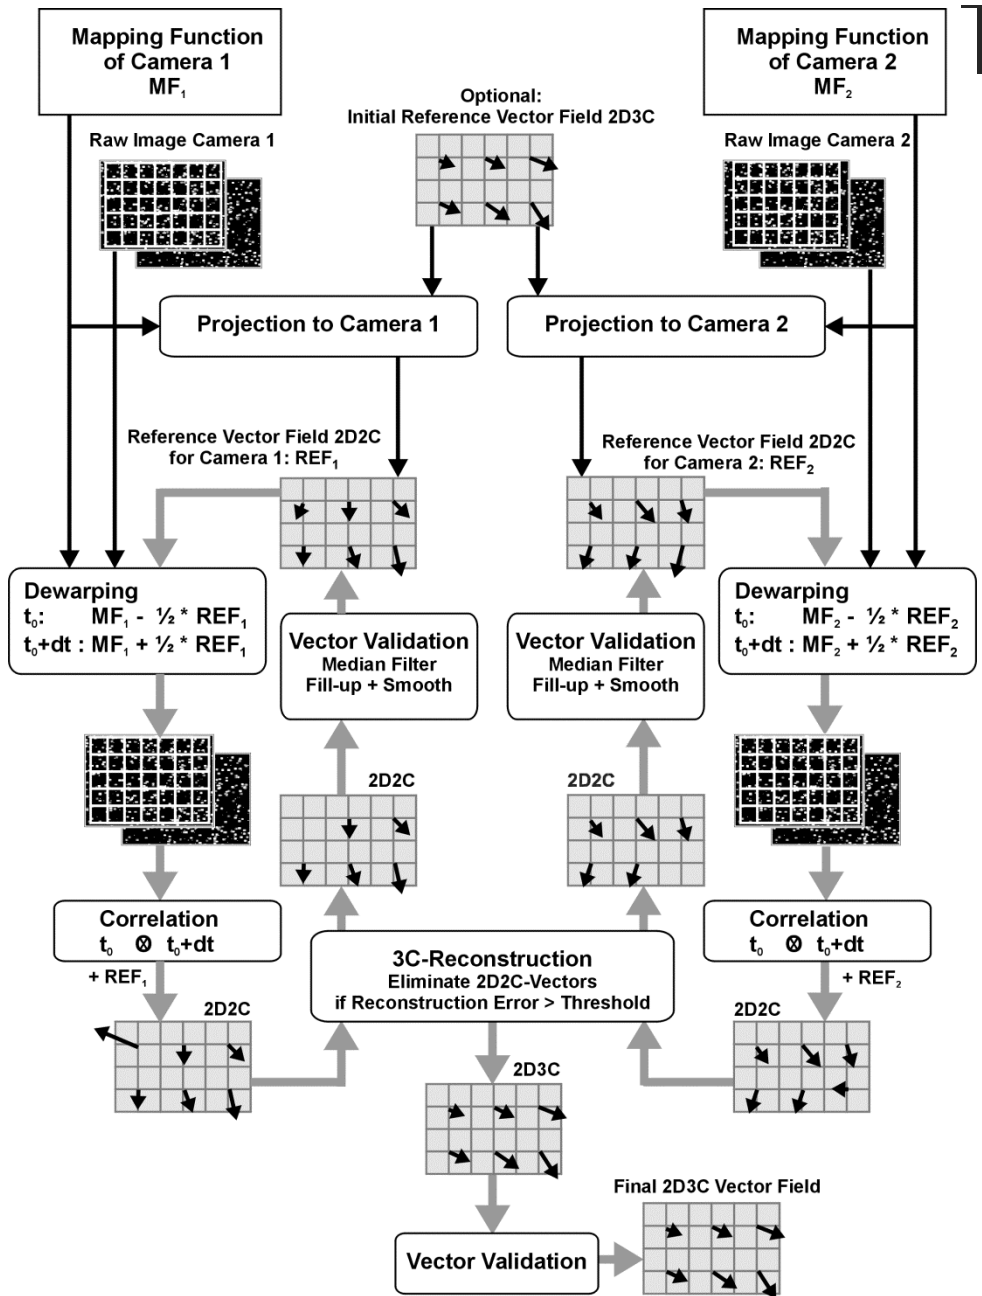 Mapping Function
of Camera 1
MF₁
Mapping Function
of Camera 2
MF₂
Optional:
Initial Reference Vector Field 2D3C
Raw Image Camera 1
Raw Image Camera 2
Projection to Camera 1
Projection to Camera 2
Reference Vector Field 2D2C
for Camera 1: REF₁
Reference Vector Field 2D2C
for Camera 2: REF₂
Dewarping
t₀: MF₁ - ½ * REF₁
t₀+dt : MF₁ + ½ * REF₁
Vector Validation
Median Filter
Fill-up + Smooth
Vector Validation
Median Filter
Fill-up + Smooth
Dewarping
t₀: MF₂ - ½ * REF₂
t₀+dt : MF₂ + ½ * REF₂
2D2C
2D2C
Correlation
t₀ ⊗ t₀+dt
+ REF₁
3C-Reconstruction
Eliminate 2D2C-Vectors
if Reconstruction Error > Threshold
Correlation
t₀ ⊗ t₀+dt
+ REF₂
2D2C
2D2C
2D3C
Final 2D3C Vector Field
Vector Validation